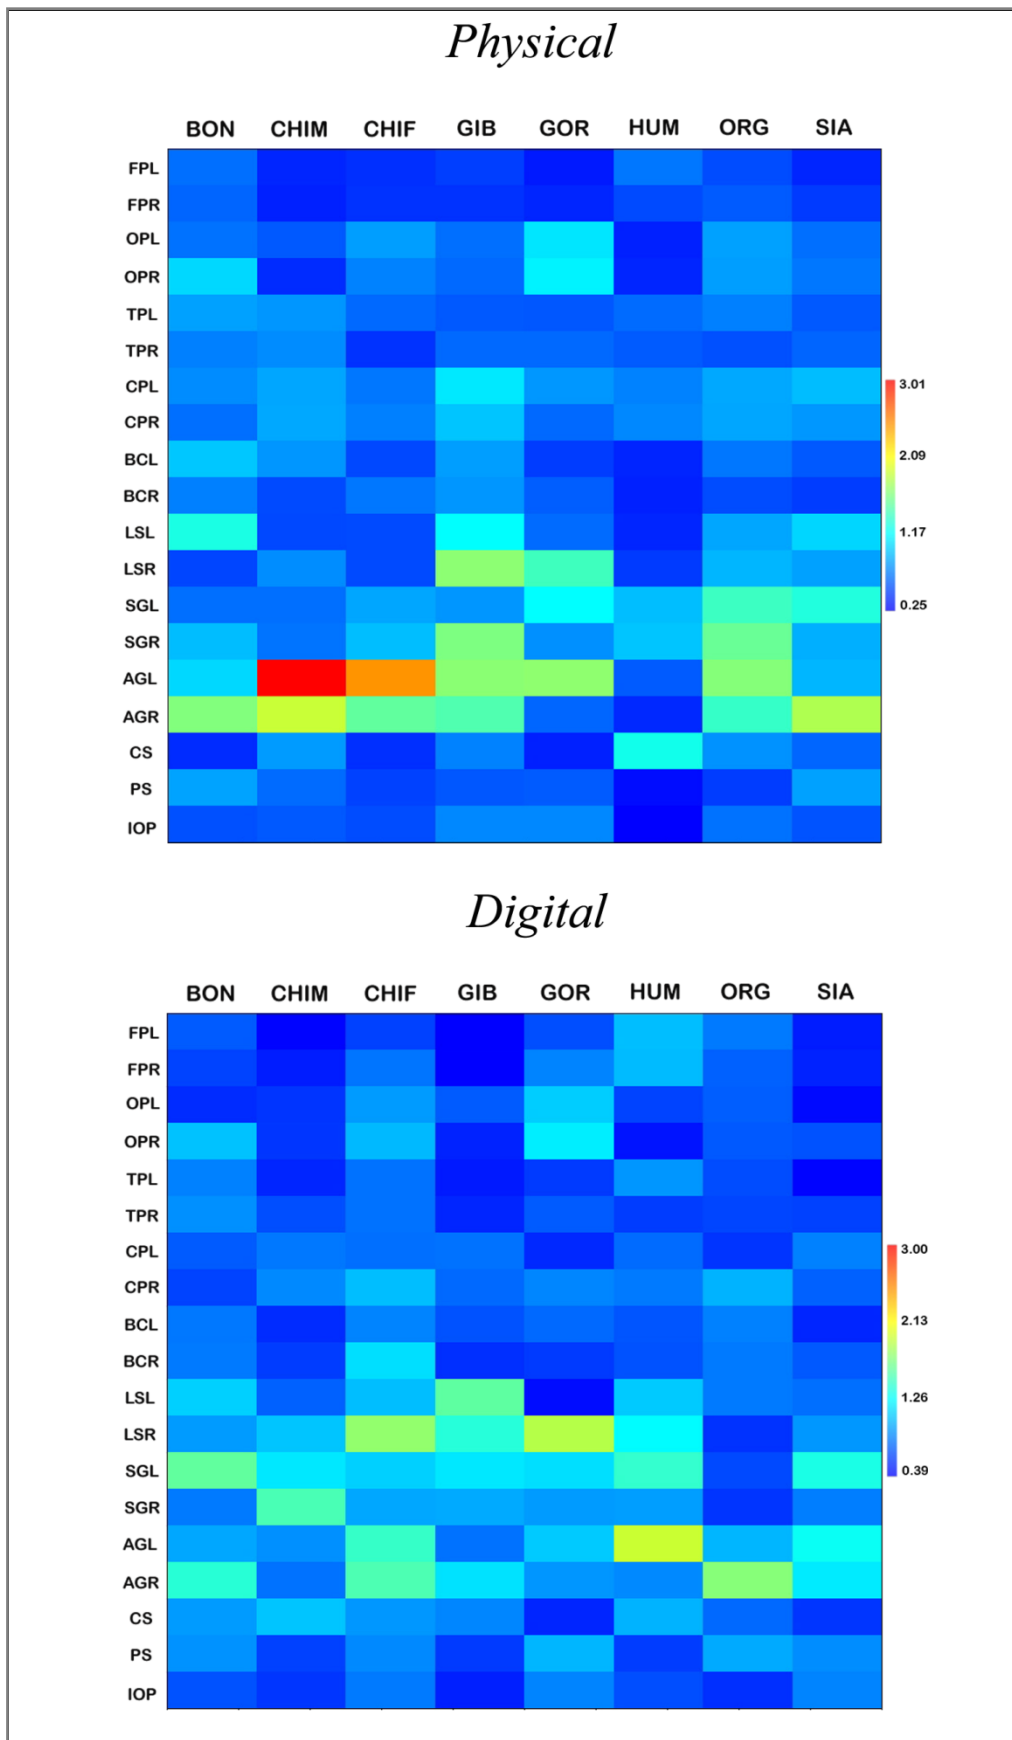 Physical
BON CHIM CHIF GIB GOR HUM ORG SIA
FPL
FPR
OPL
OPR
TPL
TPR
CPL
CPR
BCL
BCR
LSL
LSR
SGL
SGR
AGL
AGR
CS
PS
IOP
3.01
2.09
1.17
0.25
Digital
BON CHIM CHIF GIB GOR HUM ORG SIA
FPL
FPR
OPL
OPR
TPL
TPR
CPL
CPR
BCL
BCR
LSL
LSR
SGL
SGR
AGL
AGR
CS
PS
IOP
3.00
2.13
1.26
0.39